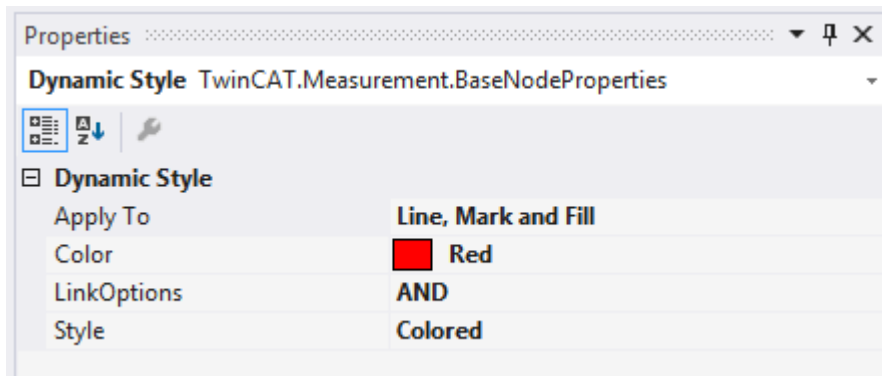 Properties
Dynamic Style TwinCAT.Measurement.BaseNodeProperties
Dynamic Style
Apply To Line, Mark and Fill
Color Red
LinkOptions AND
Style Colored